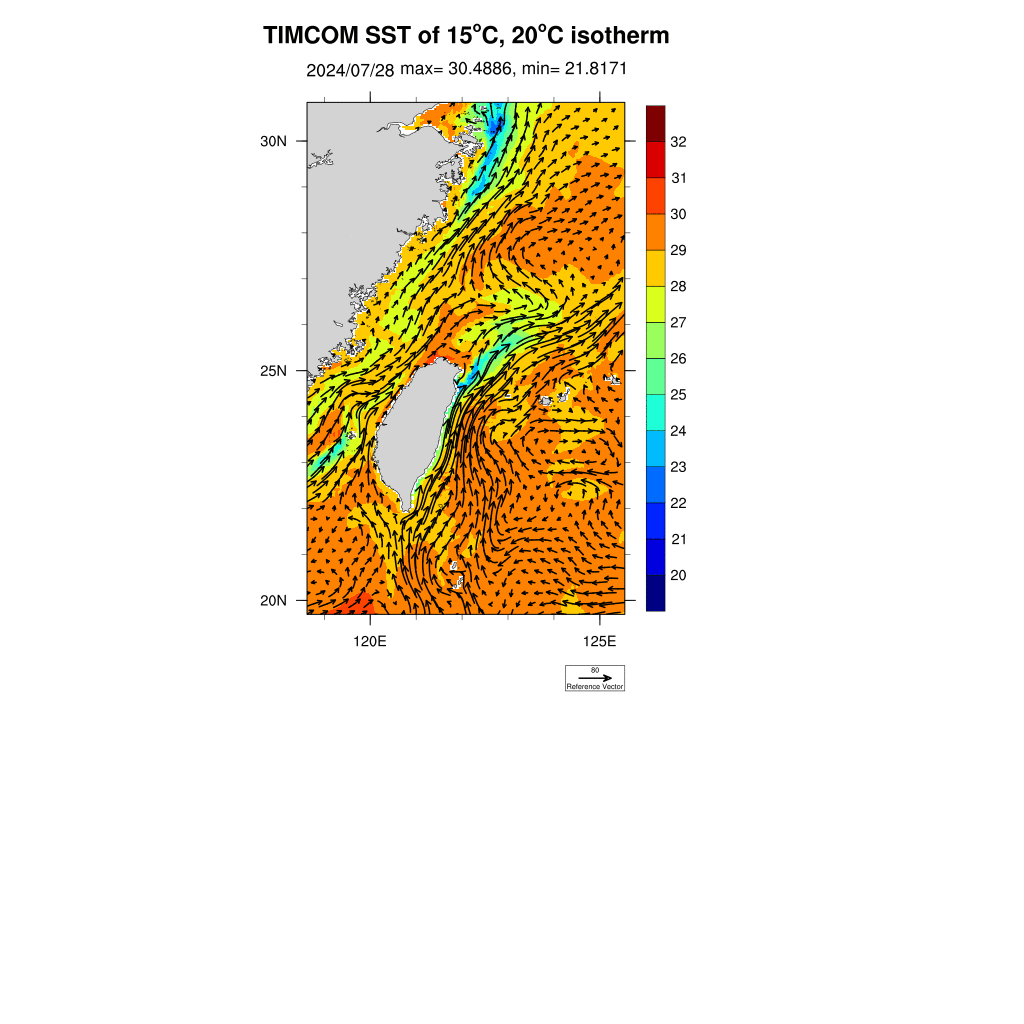 TIMCOM SST of 15°C, 20°C isotherm
2024/07/28 max= 30.4886, min= 21.8171
30N
25N
20N
120E
125E
32
31
30
29
28
27
26
25
24
23
22
21
20
80
Reference Vector